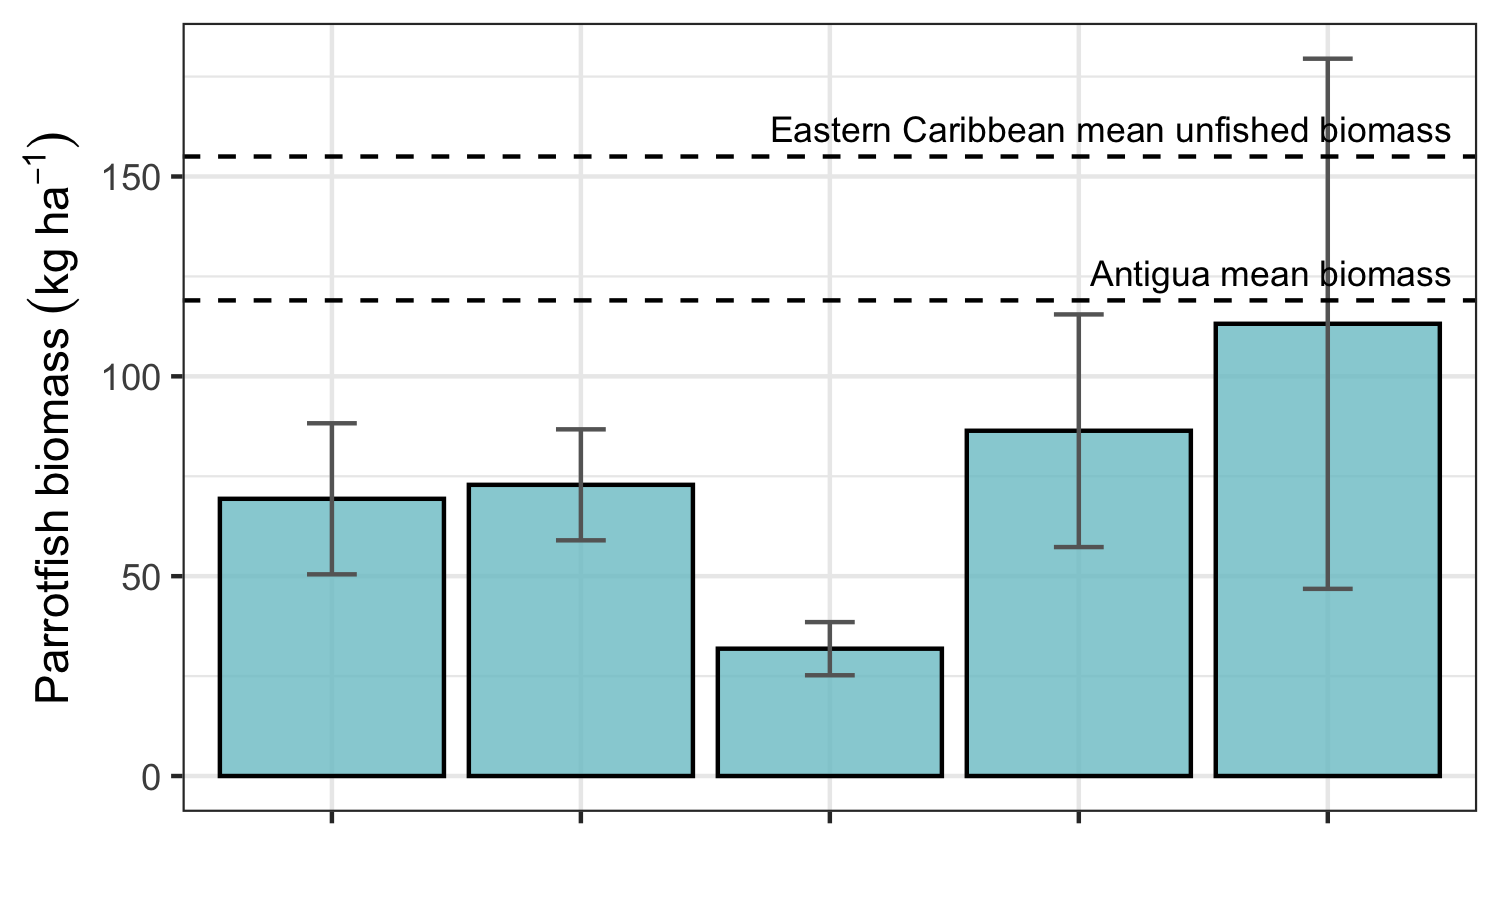 Parrotfish biomass (kg ha⁻¹)
150
100
50
0
Eastern Caribbean mean unfished biomass
Antigua mean biomass